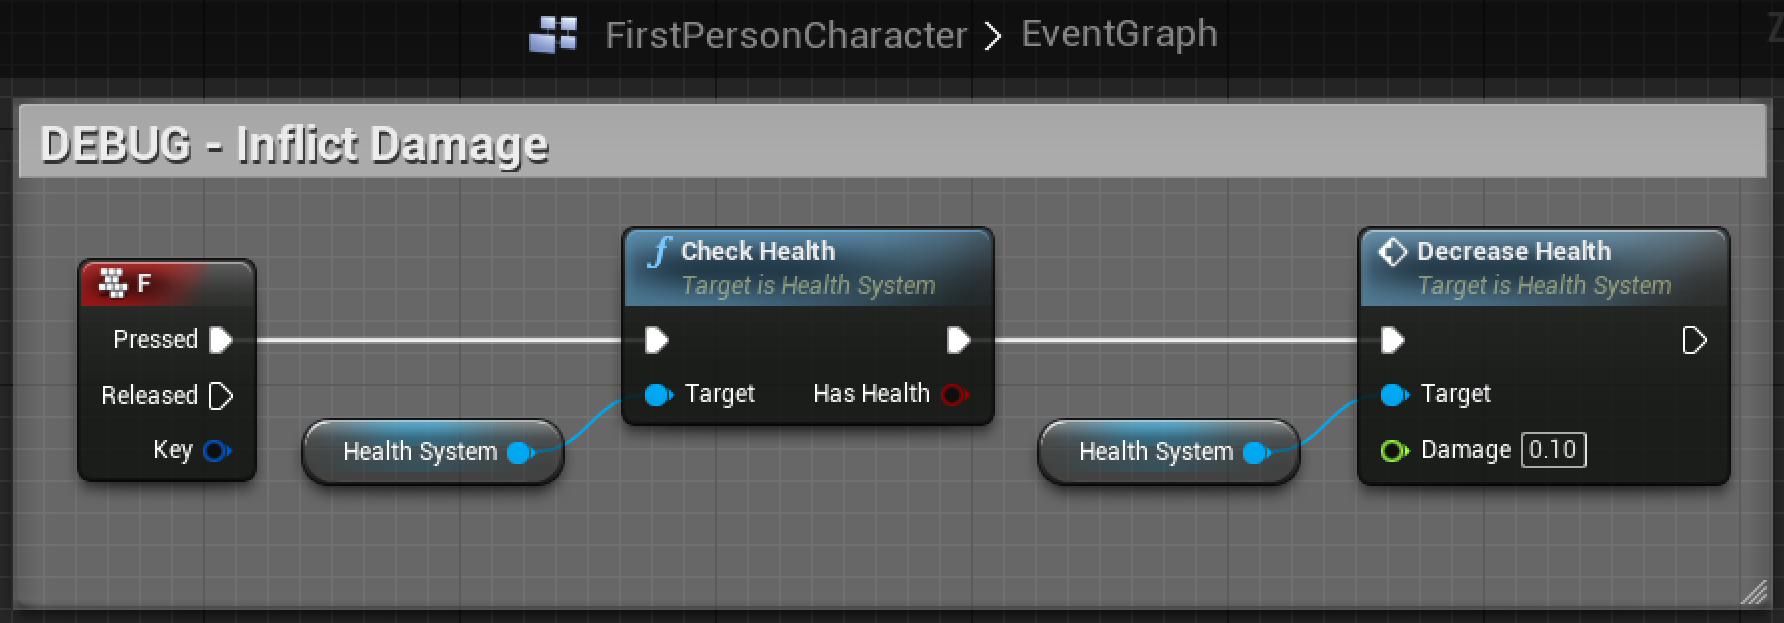 FirstPersonCharacter > EventGraph
DEBUG - Inflict Damage
F
Pressed
Released
Key
Health System
Check Health
Target is Health System
Target
Has Health
Health System
Decrease Health
Target is Health System
Target
Damage 0.10